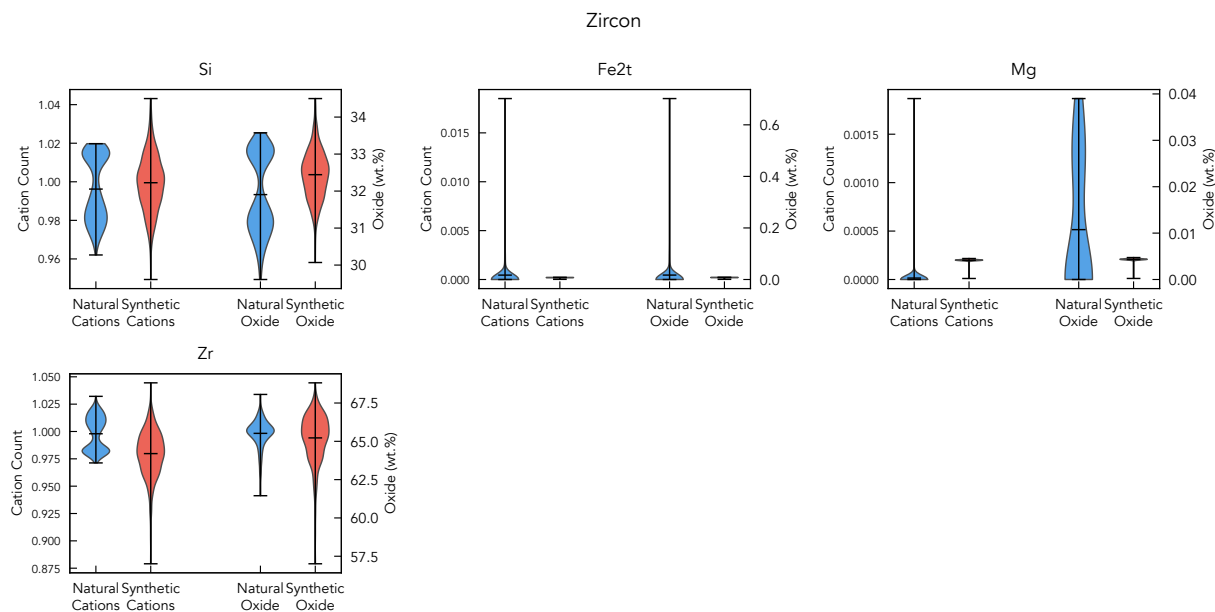 Zircon
Si
Fe2t
Mg
1.04
1.02
1.00
0.98
0.96
Cation Count
34
33
32
31
30
Oxide (wt.%)
Natural Cations
Synthetic Cations
Natural Oxide
Synthetic Oxide
0.015
0.010
0.005
0.000
Cation Count
0.6
0.4
0.2
0.0
Oxide (wt.%)
Natural Cations
Synthetic Cations
Natural Oxide
Synthetic Oxide
0.0015
0.0010
0.0005
0.0000
Cation Count
0.04
0.03
0.02
0.01
0.00
Oxide (wt.%)
Natural Cations
Synthetic Cations
Natural Oxide
Synthetic Oxide
Zr
1.050
1.025
1.000
0.975
0.950
0.925
0.900
0.875
Cation Count
67.5
65.0
62.5
60.0
57.5
Oxide (wt.%)
Natural Cations
Synthetic Cations
Natural Oxide
Synthetic Oxide